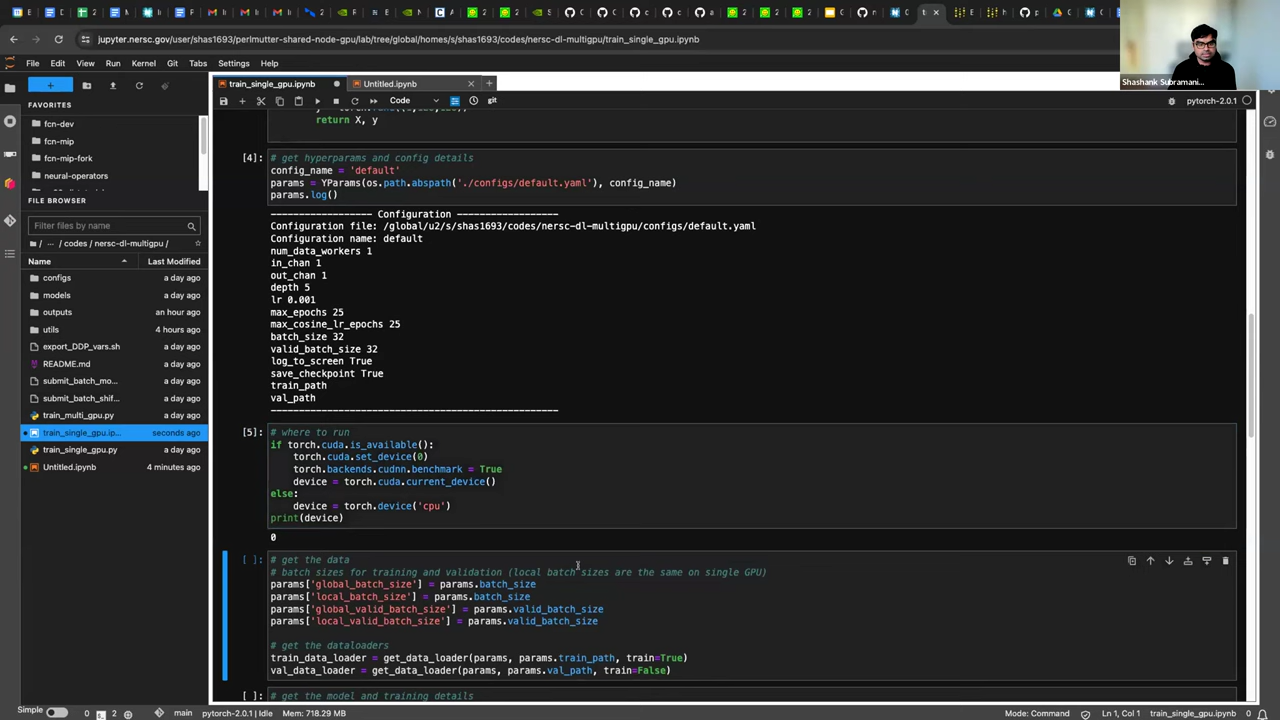 jupyter.nersc.gov/user/shas1693/perlmutter-shared-node-gpu/lab/tree/global/homes/s/shas1693/codes/nersc-dl-multigpu/train_single_gpu.ipynb
Shashank Subramani...
File Edit View Run Kernel Git Tabs Settings Help
train_single_gpu.ipynb
Untitled.ipynb
Code
git
pytorch-2.0.1
FAVORITES
fcn-dev
fcn-mip
fcn-mip-fork
neural-operators
FILE BROWSER
Filter files by name
/ ... / codes / nersc-dl-multigpu /
Name Last Modified
configs a day ago
models a day ago
outputs an hour ago
utils 4 hours ago
export_DDP_vars.sh a day ago
README.md a day ago
submit_batch_mo... a day ago
submit_batch_shif... a day ago
train_multi_gpu.py a day ago
train_single_gpu.ip... seconds ago
train_single_gpu.py a day ago
Untitled.ipynb 4 minutes ago
return X, y
[4]:
# get hyperparams and config details
config_name = 'default'
params = YParams(os.path.abspath('./configs/default.yaml'), config_name)
params.log()
------------------ Configuration ------------------
Configuration file: /global/u2/s/shas1693/codes/nersc-dl-multigpu/configs/default.yaml
Configuration name: default
num_data_workers 1
in_chan 1
out_chan 1
depth 5
lr 0.001
max_epochs 25
max_cosine_lr_epochs 25
batch_size 32
valid_batch_size 32
log_to_screen True
save_checkpoint True
train_path
val_path
---------------------------------------------------
[5]:
# where to run
if torch.cuda.is_available():
    torch.cuda.set_device(0)
    torch.backends.cudnn.benchmark = True
    device = torch.cuda.current_device()
else:
    device = torch.device('cpu')
print(device)
0
[ ]:
# get the data
# batch sizes for training and validation (local batch sizes are the same on single GPU)
params['global_batch_size'] = params.batch_size
params['local_batch_size'] = params.batch_size
params['global_valid_batch_size'] = params.valid_batch_size
params['local_valid_batch_size'] = params.valid_batch_size
# get the dataloaders
train_data_loader = get_data_loader(params, params.train_path, train=True)
val_data_loader = get_data_loader(params, params.val_path, train=False)
[ ]:
# get the model and training details
Simple 0 2 main pytorch-2.0.1 | Idle Mem: 718.29 MB Mode: Command Ln 1, Col 1 train_single_gpu.ipynb 0